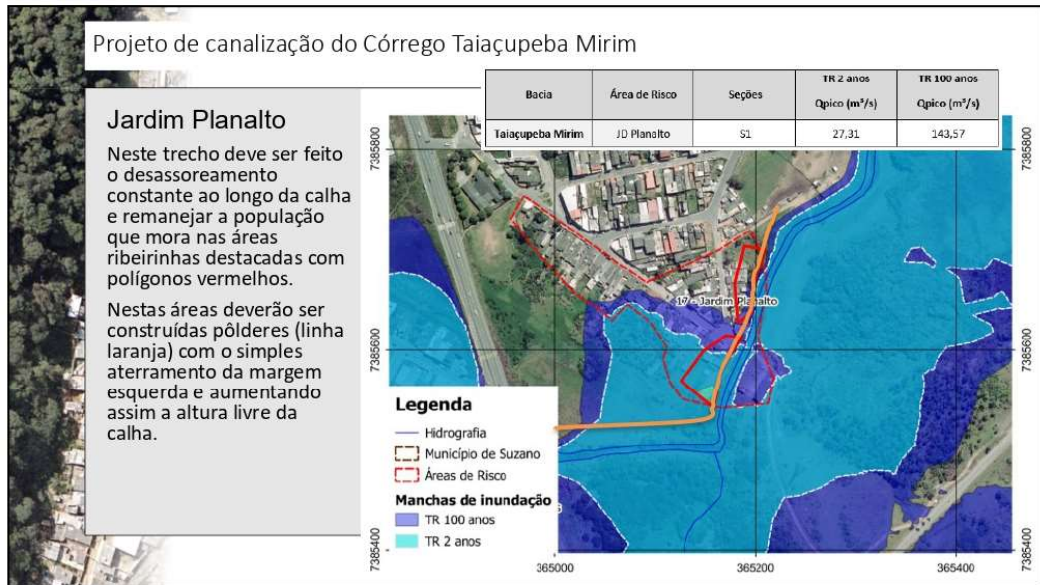 Projeto de canalização do Córrego Taiaçupeba Mirim
Bacia
Área de Risco
Seções
TR 2 anos
Qpico (m³/s)
TR 100 anos
Qpico (m³/s)
Taiaçupeba Mirim
JD Planalto
S1
27,31
143,57
Jardim Planalto
Neste trecho deve ser feito
o desassoreamento
constante ao longo da calha
e remanejar a população
que mora nas áreas
ribeirinhas destacadas com
polígonos vermelhos.
Nestas áreas deverão ser
construídas pôlderes (linha
laranja) com o simples
aterramento da margem
esquerda e aumentando
assim a altura livre da
calha.
7385800
7385800
17 - Jardim Planalto
7385600
7385600
Legenda
Hidrografia
Município de Suzano
Áreas de Risco
Manchas de inundação
TR 100 anos
TR 2 anos
7385400
7385400
365000
365200
365400